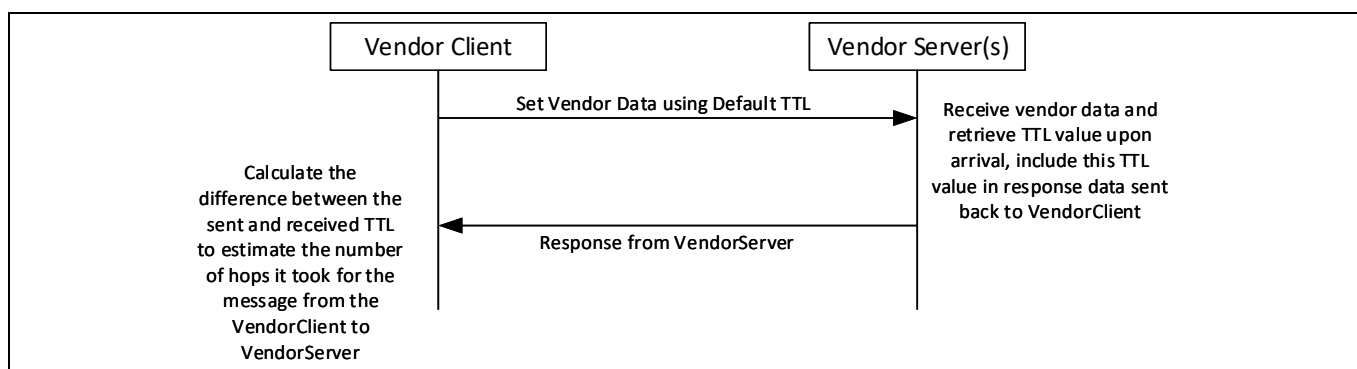 Vendor Client
Vendor Server(s)
Set Vendor Data using Default TTL
Receive vendor data and
retrieve TTL value upon
arrival, include this TTL
value in response data sent
back to VendorClient
Calculate the
difference between the
sent and received TTL
to estimate the number
of hops it took for the
message from the
VendorClient to
VendorServer
Response from VendorServer